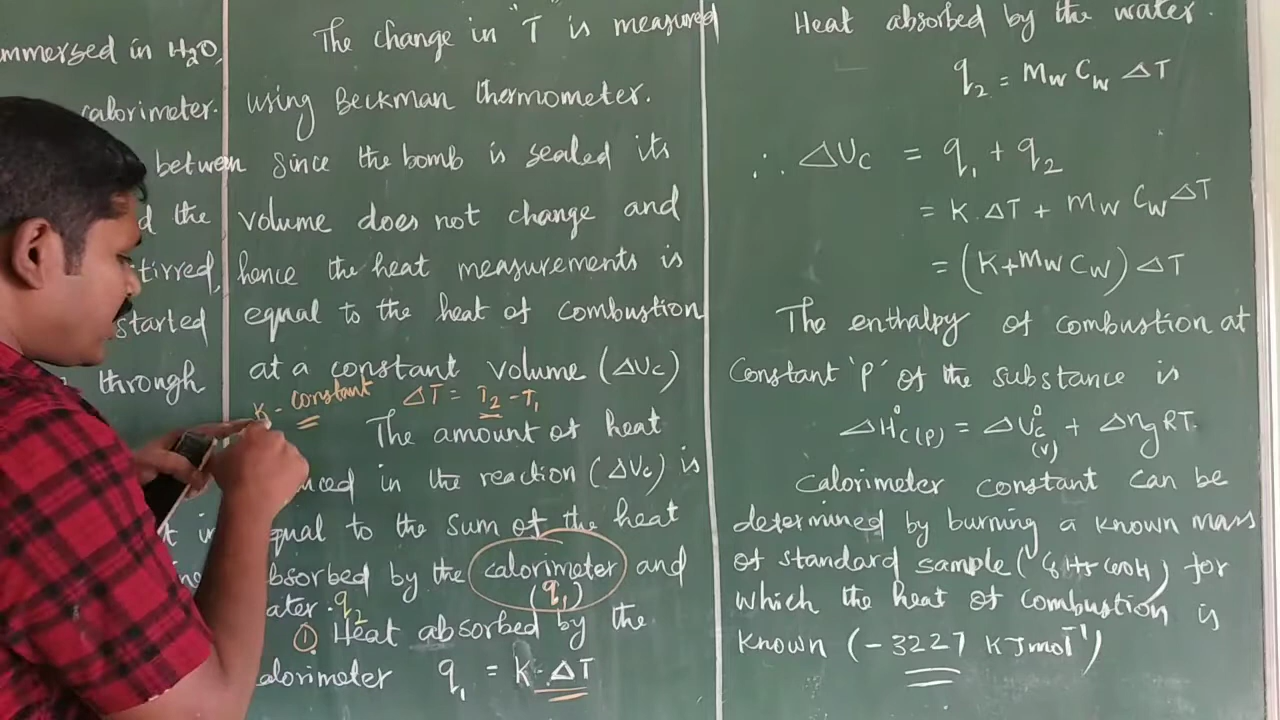 mmersed in H₂O,
calorimeter.
between
d the
tirred,
started
through
The change in "T" is measured
using Beckman thermometer.
Since the bomb is sealed its
volume does not change and
hence the heat measurements is
equal to the heat of combustion
at a constant volume (ΔUc)
K - constant ΔT = T₂ - T₁
The amount of heat
uced in the reaction (ΔUc) is
equal to the sum of the heat
bsorbed by the calorimeter and
(q₁)
ater. q₂
① Heat absorbed by the
alorimeter q₁ = K·ΔT
Heat absorbed by the water.
q₂ = mw Cw ΔT
∴ ΔUc = q₁ + q₂
= K.ΔT + mw Cw ΔT
= (K+mw Cw) ΔT
The enthalpy of combustion at
Constant 'P' of the substance is
ΔH°c(P) = ΔU°c(v) + Δng RT.
Calorimeter constant can be
determined by burning a known mass
of standard sample (C₆H₅COOH) for
which the heat of combustion is
known (-3227 KJmol⁻¹)